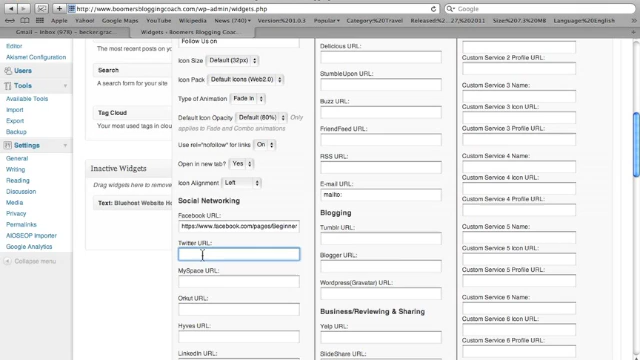 www.boomersbloggingcoach.com/wp-admin/widgets.php
Google
Apple
Yahoo!
Google Maps
YouTube
Wikipedia
News (740)
Popular
Gmail – Inbox (978) – beckergrac...
Widgets ‹ Boomers Blogging Coac...
Akismet
Genesis Connect
Users
Tools
Available Tools
Import
Export
Backup
Settings
General
Writing
Reading
Discussion
Media
Privacy
Permalinks
AIOSEOP Importer
Google Analytics
Collapse menu
The most recent posts on your s
Search
A search form for your site
Tag Cloud
Your most used tags in clou
Inactive Widgets
Drag widgets here to remove
Text: Bluehost Website Ho
Follow Us on
Icon Size Default (32px)
Icon Pack Default Icons (Web2.0)
Type of Animation Fade In
Default Icon Opacity Default (80%) Only
applies to Fade and Combo animations
Use rel="nofollow" for links On
Open in new tab? Yes
Icon Alignment Left
Social Networking
Facebook URL:
https://www.facebook.com/pages/Beginner
Twitter URL:
MySpace URL:
Orkut URL:
Hyves URL:
LinkedIn URL:
Delicious URL:
StumbleUpon URL:
Buzz URL:
FriendFeed URL:
RSS URL:
E-mail URL:
mailto:
Blogging
Tumblr URL:
Blogger URL:
Wordpress(Gravatar) URL:
Business/Reviewing & Sharing
Yelp URL:
SlideShare URL:
Custom Service 2 Profile URL:
Custom Service 3 Name:
Custom Service 3 Icon URL:
Custom Service 3 Profile URL:
Custom Service 4 Name:
Custom Service 4 Icon URL:
Custom Service 4 Profile URL:
Custom Service 5 Name:
Custom Service 5 Icon URL:
Custom Service 5 Profile URL:
Custom Service 6 Name:
Custom Service 6 Icon URL:
Custom Service 6 Profile URL: